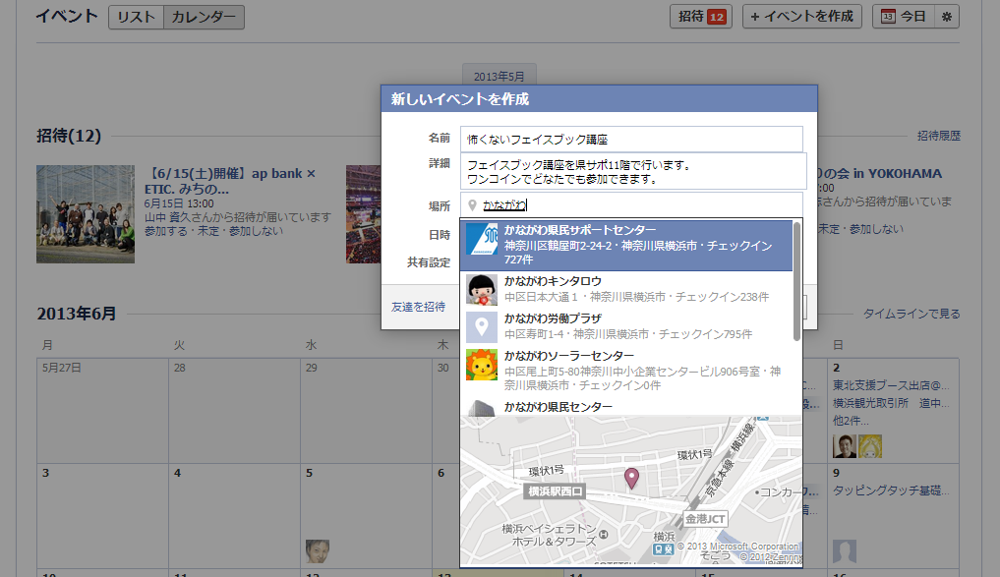 イベント リスト カレンダー 招待 12 + イベントを作成 13 今日
2013年5月
新しいイベントを作成
招待(12)
招待履歴
【6/15(土)開催】ap bank ×
ETIC. みちの...
6月15日 13:00
山中 資久さんから招待が届いています
参加する・未定・参加しない
りの会 in YOKOHAMA
:00
さんから招待が届いていま
未定・参加しない
名前 怖くないフェイスブック講座
詳細 フェイスブック講座を県サポ11階で行います。
ワンコインでどなたでも参加できます。
場所 かながわ
日時
共有設定
友達を招待
かながわ県民サポートセンター
神奈川区鶴屋町2-24-2・神奈川県横浜市・チェックイン
727件
かながわキンタロウ
中区日本大通１・神奈川県横浜市・チェックイン238件
かながわ労働プラザ
中区寿町1-4・神奈川県横浜市・チェックイン795件
かながわソーラーセンター
中区尾上町5-80神奈川中小企業センタービル906号室・神
奈川県横浜市・チェックイン0件
かながわ県民センター
環状1号
環状1号
横浜駅西口
京急本線
横浜線
コンカー
金港JCT
横浜ベイシェラトン
ホテル&タワーズ
横浜
そごう
© 2013 Microsoft Corporation
© 2012 Zenrin
2013年6月
タイムラインで見る
月 火 水 木 日
5月27日 28 29 30 2
東北支援ブース出店@...
横浜観光取引所 道中...
他2件...
3 4 5 6 9
タッピングタッチ基礎...
10 11 12 13 14 15 16